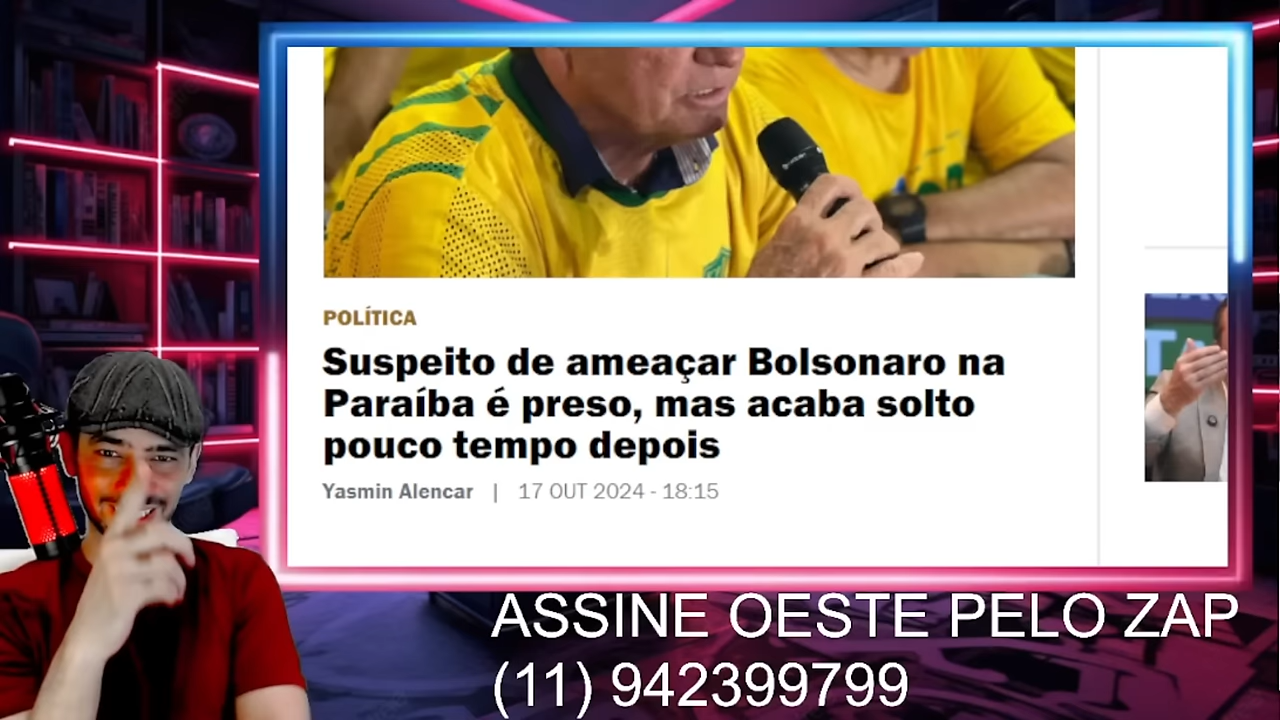 POLÍTICA
Suspeito de ameaçar Bolsonaro na
Paraíba é preso, mas acaba solto
pouco tempo depois
Yasmin Alencar | 17 OUT 2024 - 18:15
ASSINE OESTE PELO ZAP
(11) 942399799